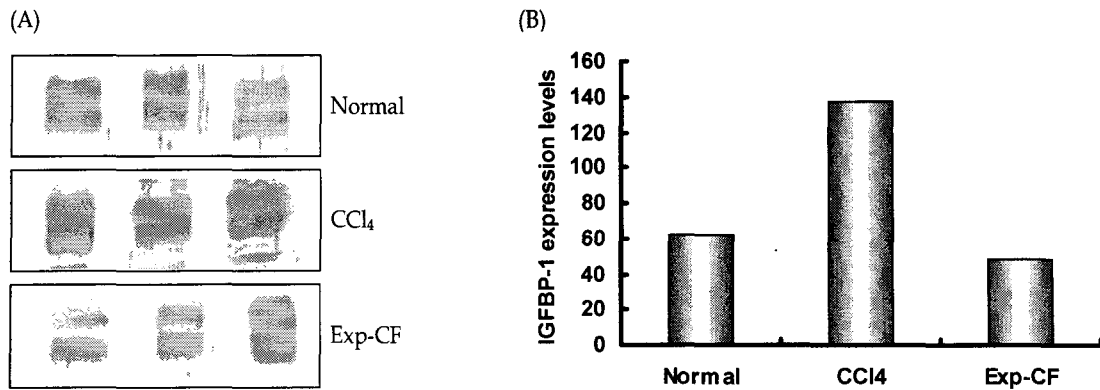 (A)
Normal
CCl₄
Exp-CF
(B)
IGFBP-1 expression levels
160
140
120
100
80
60
40
20
0
Normal
CCl4
Exp-CF